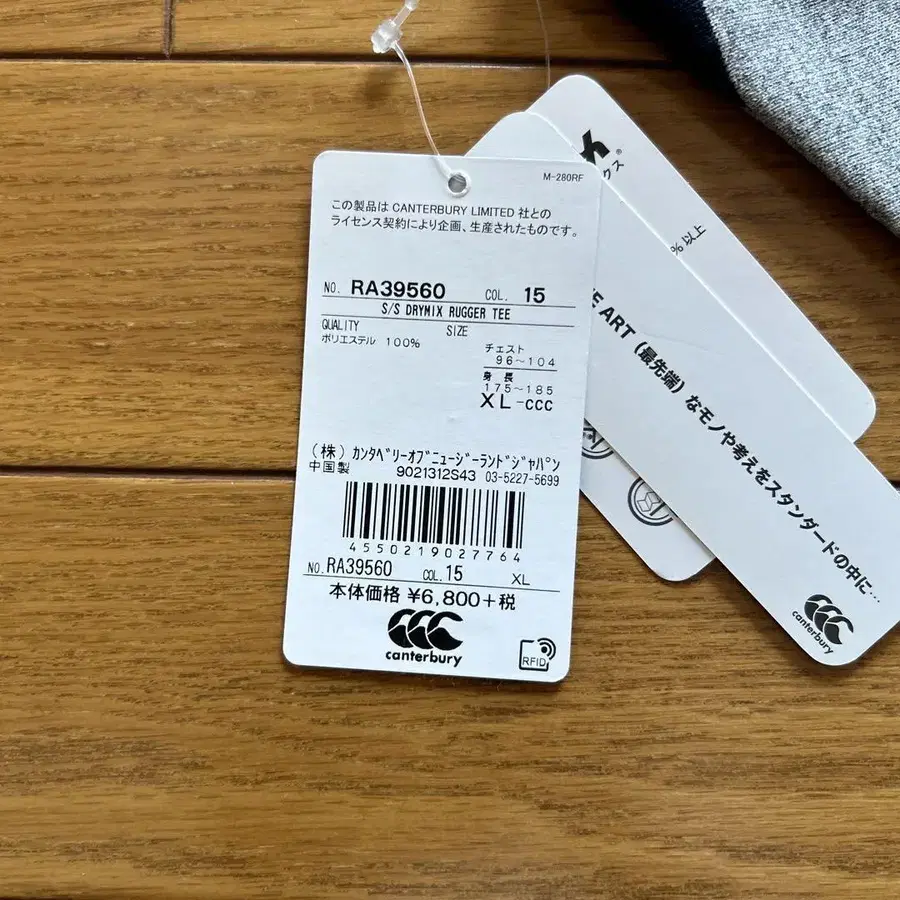 M-280RF
この製品は CANTERBURY LIMITED 社との
ライセンス契約により企画、生産されたものです。
NO. RA39560 COL. 15
S/S DRYMIX RUGGER TEE
QUALITY SIZE
ポリエステル 100%
チェスト
96~104
身 長
175~185
XL-CCC
(株) カンタベリーオブニュージーランドジャパン
中国製 9021312S43 03-5227-5699
4550219027764
NO. RA39560 COL. 15 XL
本体価格 ¥6,800+税
canterbury
RFID
クス
®
%以上
ART (最先端) なモノや考えをスタンダードの中に…
canterbury